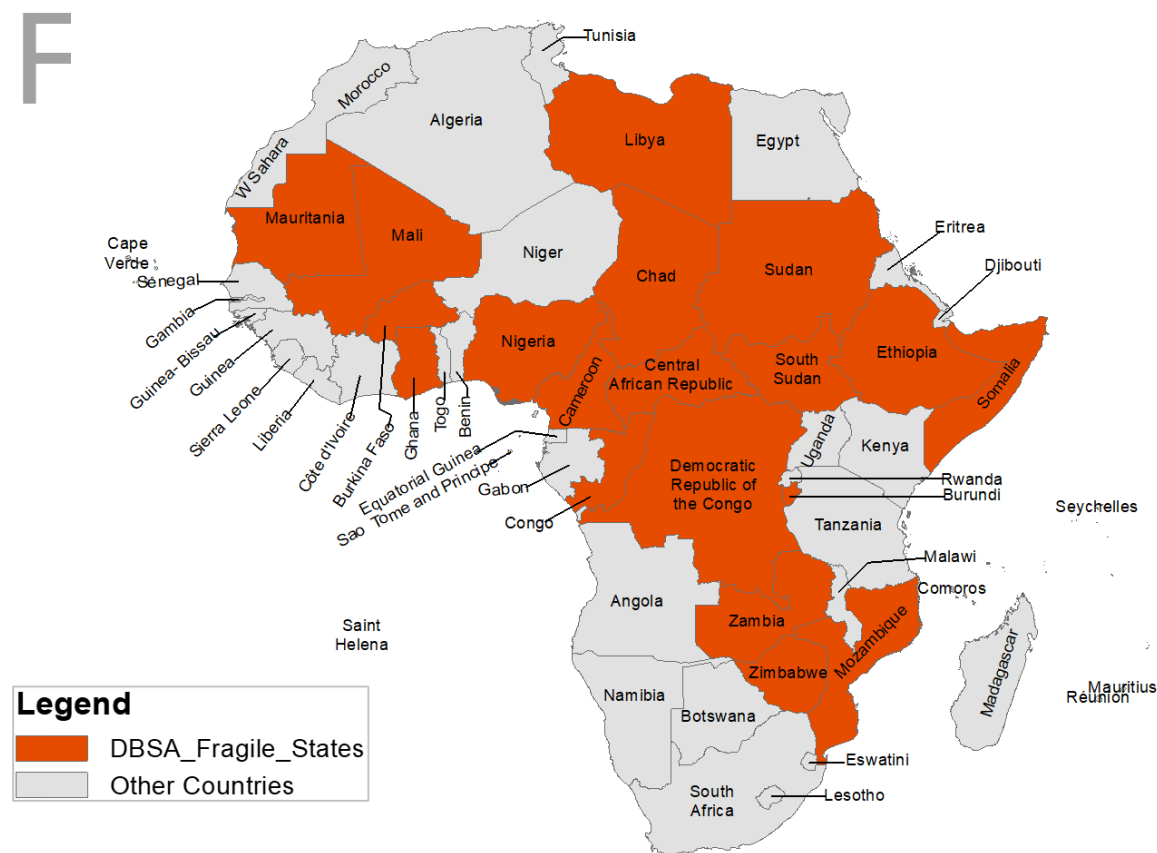 F
Tunisia
Morocco
Algeria
Libya
Egypt
W Sahara
Mauritania
Mali
Niger
Chad
Sudan
Eritrea
Cape
Verde
Senegal
Djibouti
Gambia
Guinea- Bissau
Guinea
Sierra Leone
Liberia
Côte d'Ivoire
Burkina Faso
Ghana
Togo
Benin
Nigeria
Cameroon
Central
African Republic
South
Sudan
Ethiopia
Somalia
Equatorial Guinea
Sao Tome and Principe
Gabon
Congo
Democratic
Republic of
the Congo
Uganda
Kenya
Rwanda
Burundi
Tanzania
Seychelles
Malawi
Comoros
Angola
Zambia
Mozambique
Saint
Helena
Zimbabwe
Madagascar
Mauritius
Réunion
Namibia
Botswana
Eswatini
South
Africa
Lesotho
Legend
DBSA_Fragile_States
Other Countries